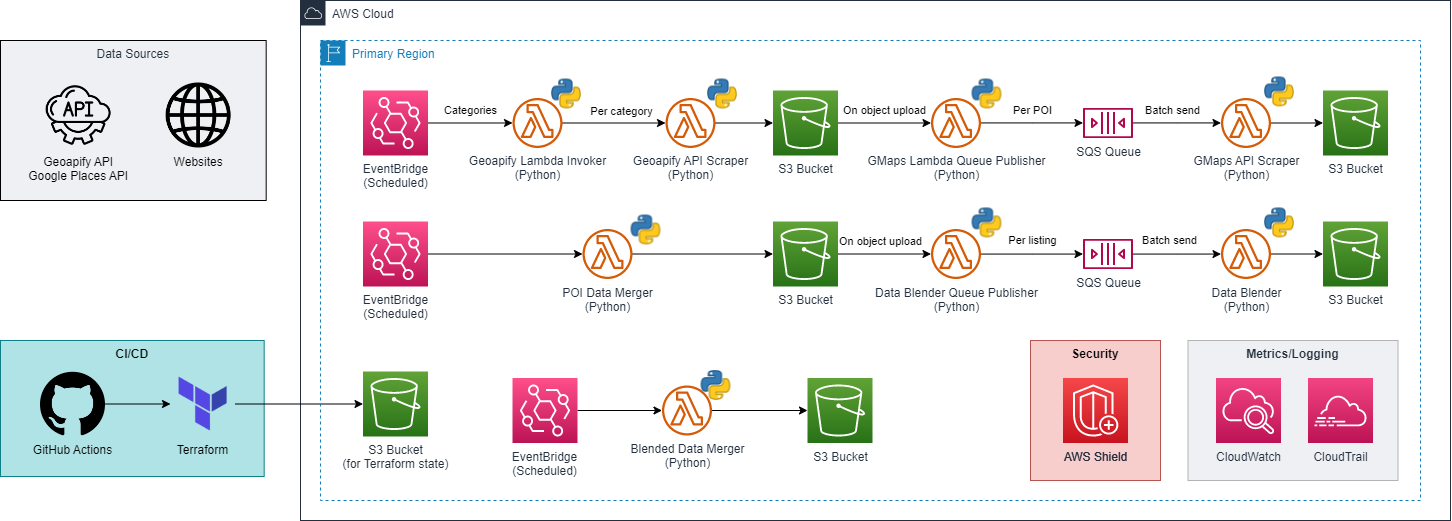 AWS Cloud
Primary Region
Data Sources
API
Geoapify API
Google Places API
Websites
EventBridge
(Scheduled)
Categories
Geoapify Lambda Invoker
(Python)
Per category
Geoapify API Scraper
(Python)
S3 Bucket
On object upload
GMaps Lambda Queue Publisher
(Python)
Per POI
SQS Queue
Batch send
GMaps API Scraper
(Python)
S3 Bucket
EventBridge
(Scheduled)
POI Data Merger
(Python)
S3 Bucket
On object upload
Data Blender Queue Publisher
(Python)
Per listing
SQS Queue
Batch send
Data Blender
(Python)
S3 Bucket
CI/CD
GitHub Actions
Terraform
S3 Bucket
(for Terraform state)
EventBridge
(Scheduled)
Blended Data Merger
(Python)
S3 Bucket
Security
AWS Shield
Metrics/Logging
CloudWatch
CloudTrail